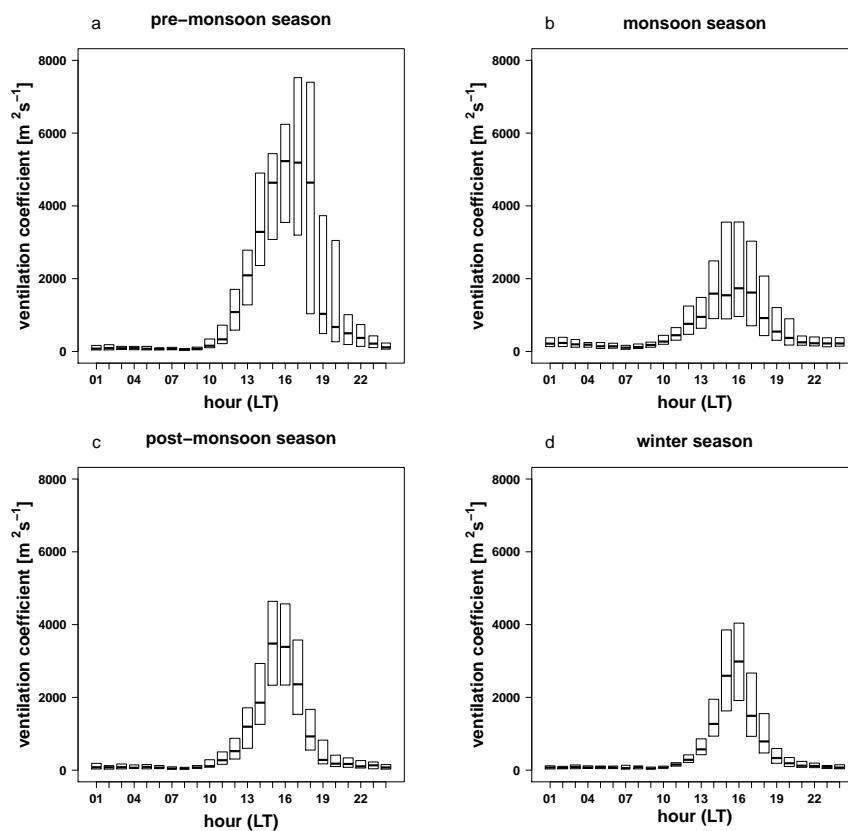 a pre−monsoon season
ventilation coefficient [m ²s⁻¹]
8000
6000
4000
2000
0
01 04 07 10 13 16 19 22
hour (LT)
b monsoon season
ventilation coefficient [m ²s⁻¹]
8000
6000
4000
2000
0
01 04 07 10 13 16 19 22
hour (LT)
c post−monsoon season
ventilation coefficient [m ²s⁻¹]
8000
6000
4000
2000
0
01 04 07 10 13 16 19 22
hour (LT)
d winter season
ventilation coefficient [m ²s⁻¹]
8000
6000
4000
2000
0
01 04 07 10 13 16 19 22
hour (LT)